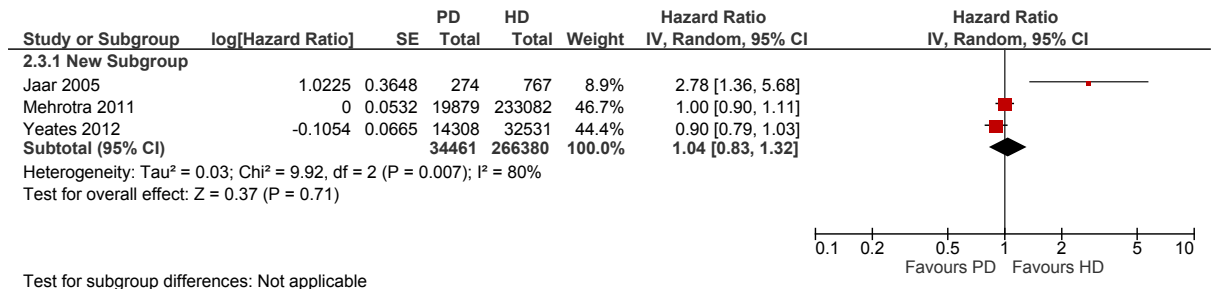 PD HD Hazard Ratio Hazard Ratio
Study or Subgroup log[Hazard Ratio] SE Total Total Weight IV, Random, 95% CI IV, Random, 95% CI
2.3.1 New Subgroup
Jaar 2005 1.0225 0.3648 274 767 8.9% 2.78 [1.36, 5.68]
Mehrotra 2011 0 0.0532 19879 233082 46.7% 1.00 [0.90, 1.11]
Yeates 2012 -0.1054 0.0665 14308 32531 44.4% 0.90 [0.79, 1.03]
Subtotal (95% CI) 34461 266380 100.0% 1.04 [0.83, 1.32]
Heterogeneity: Tau² = 0.03; Chi² = 9.92, df = 2 (P = 0.007); I² = 80%
Test for overall effect: Z = 0.37 (P = 0.71)
0.1 0.2 0.5 1 2 5 10
Favours PD Favours HD
Test for subgroup differences: Not applicable